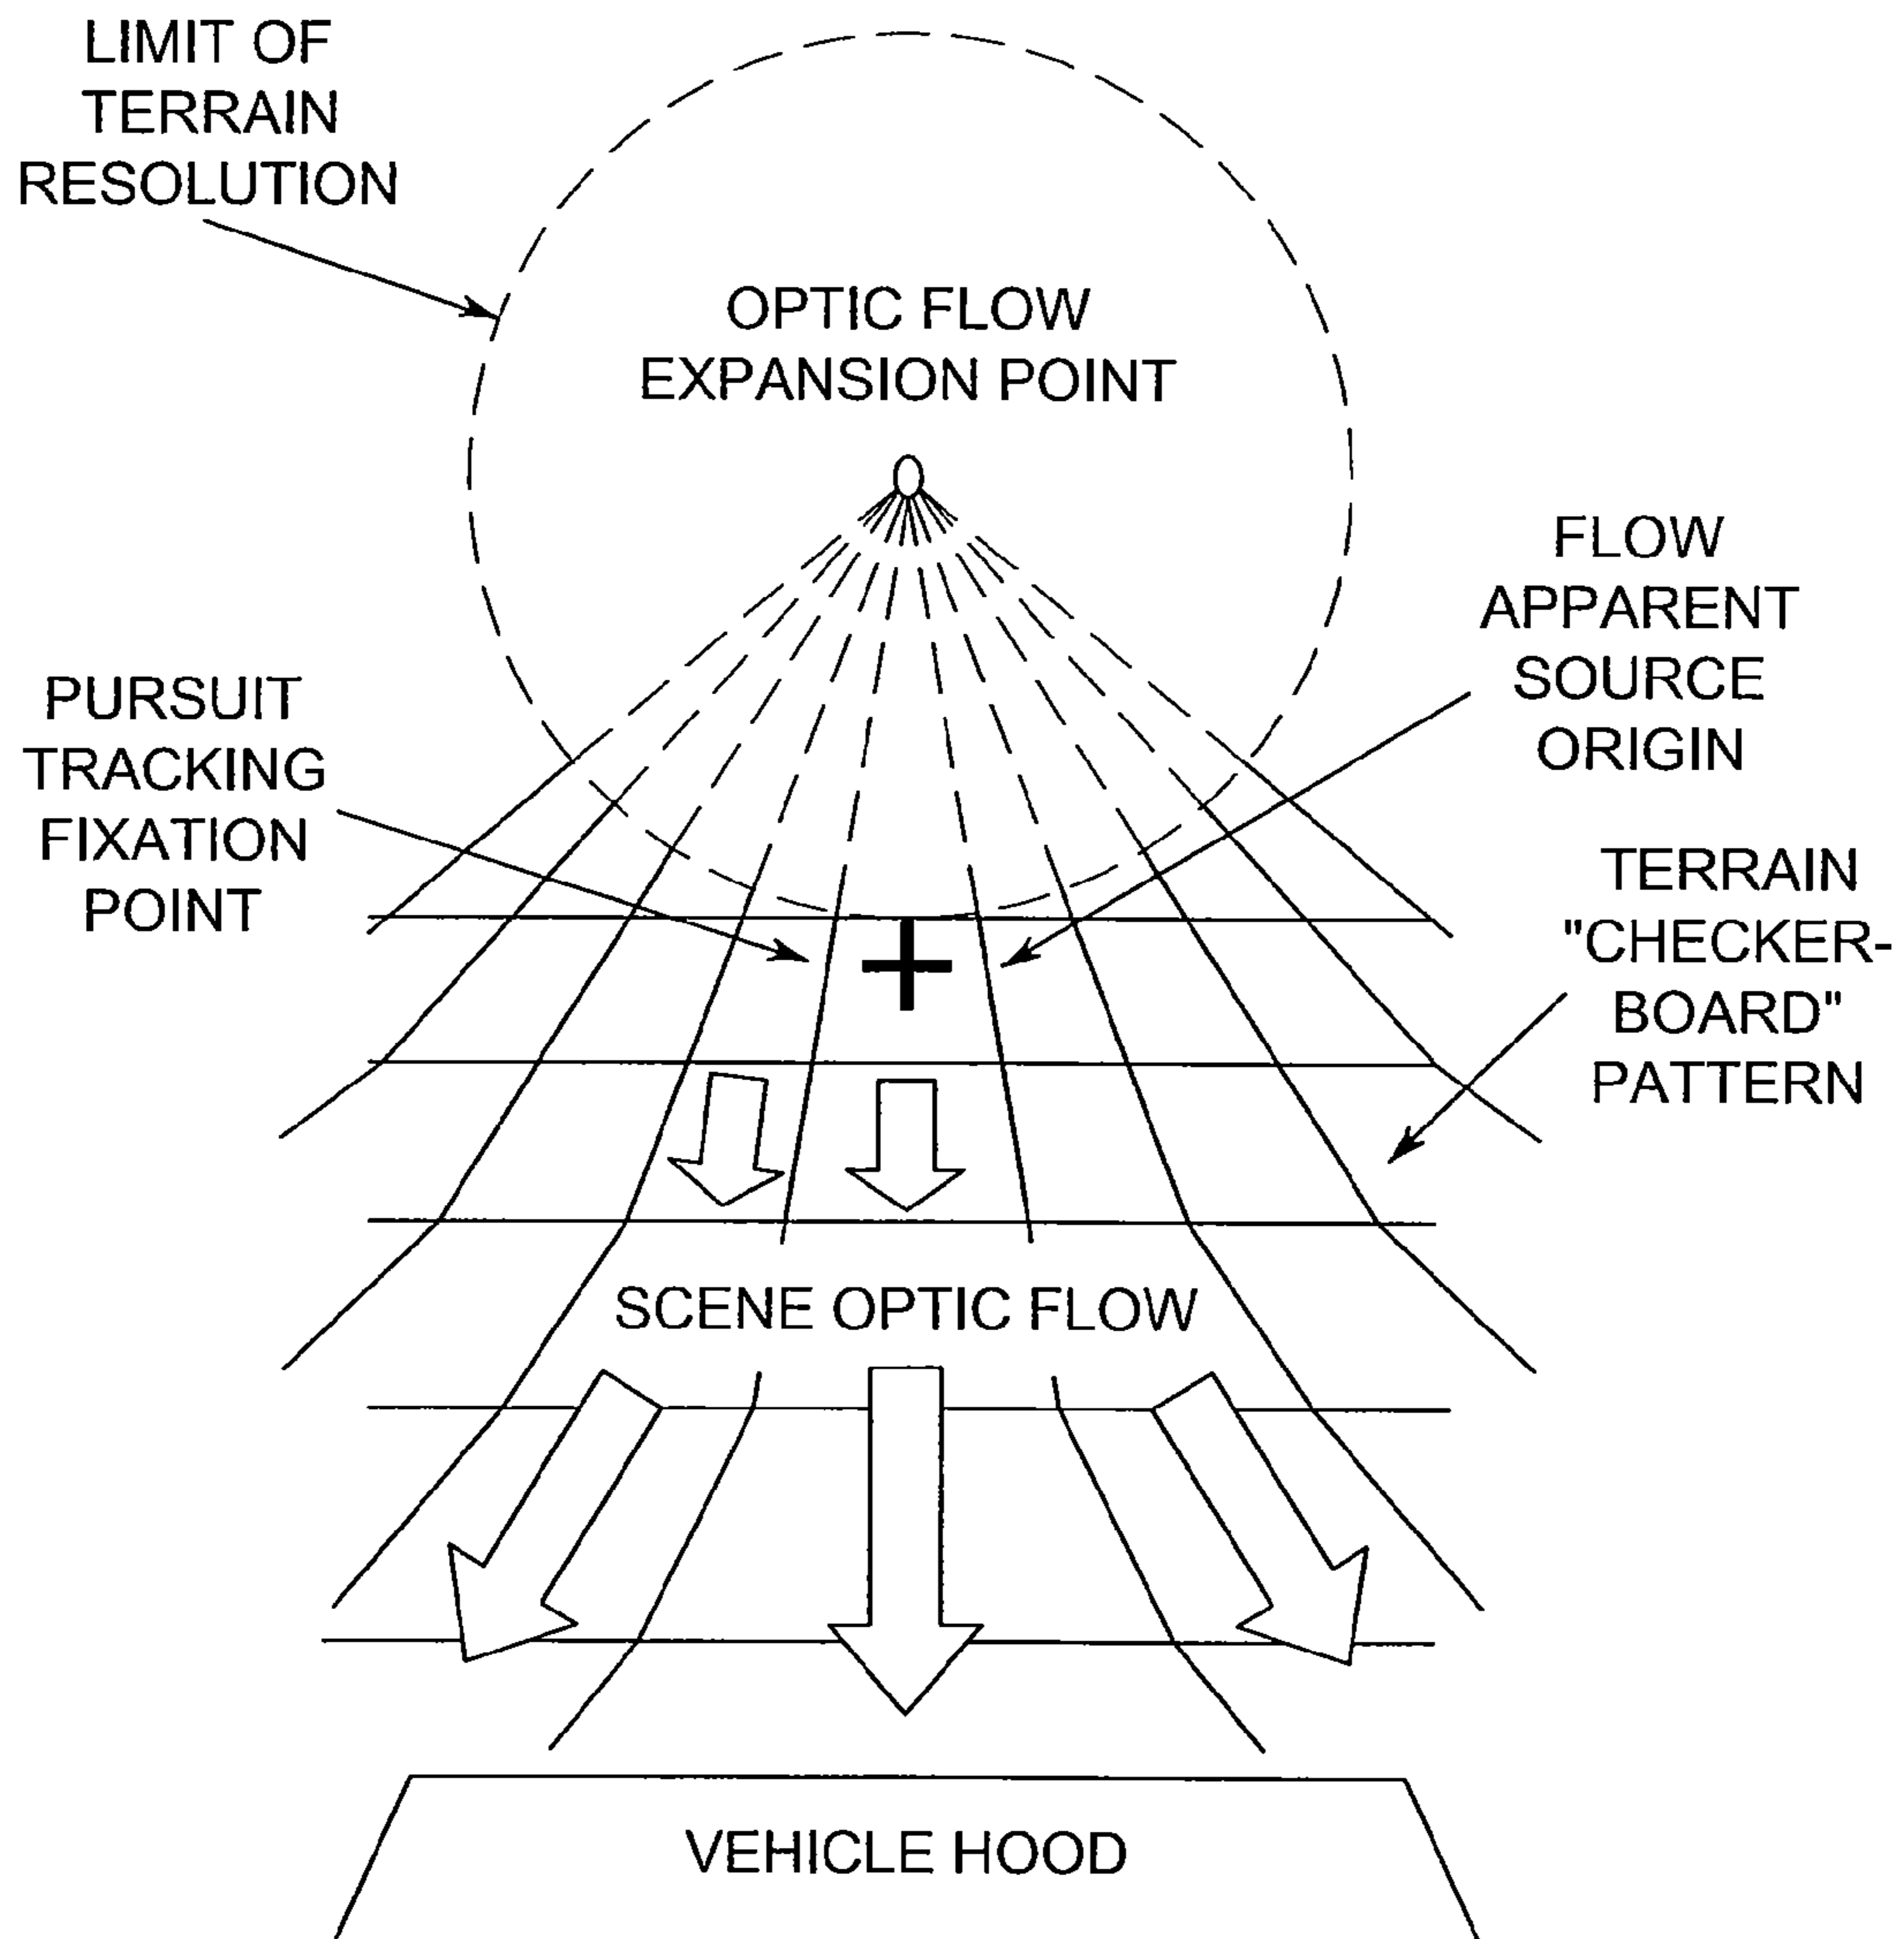 LIMIT OF
TERRAIN
RESOLUTION
OPTIC FLOW
EXPANSION POINT
FLOW
APPARENT
SOURCE
ORIGIN
PURSUIT
TRACKING
FIXATION
POINT
TERRAIN
"CHECKER-
BOARD"
PATTERN
SCENE OPTIC FLOW
VEHICLE HOOD